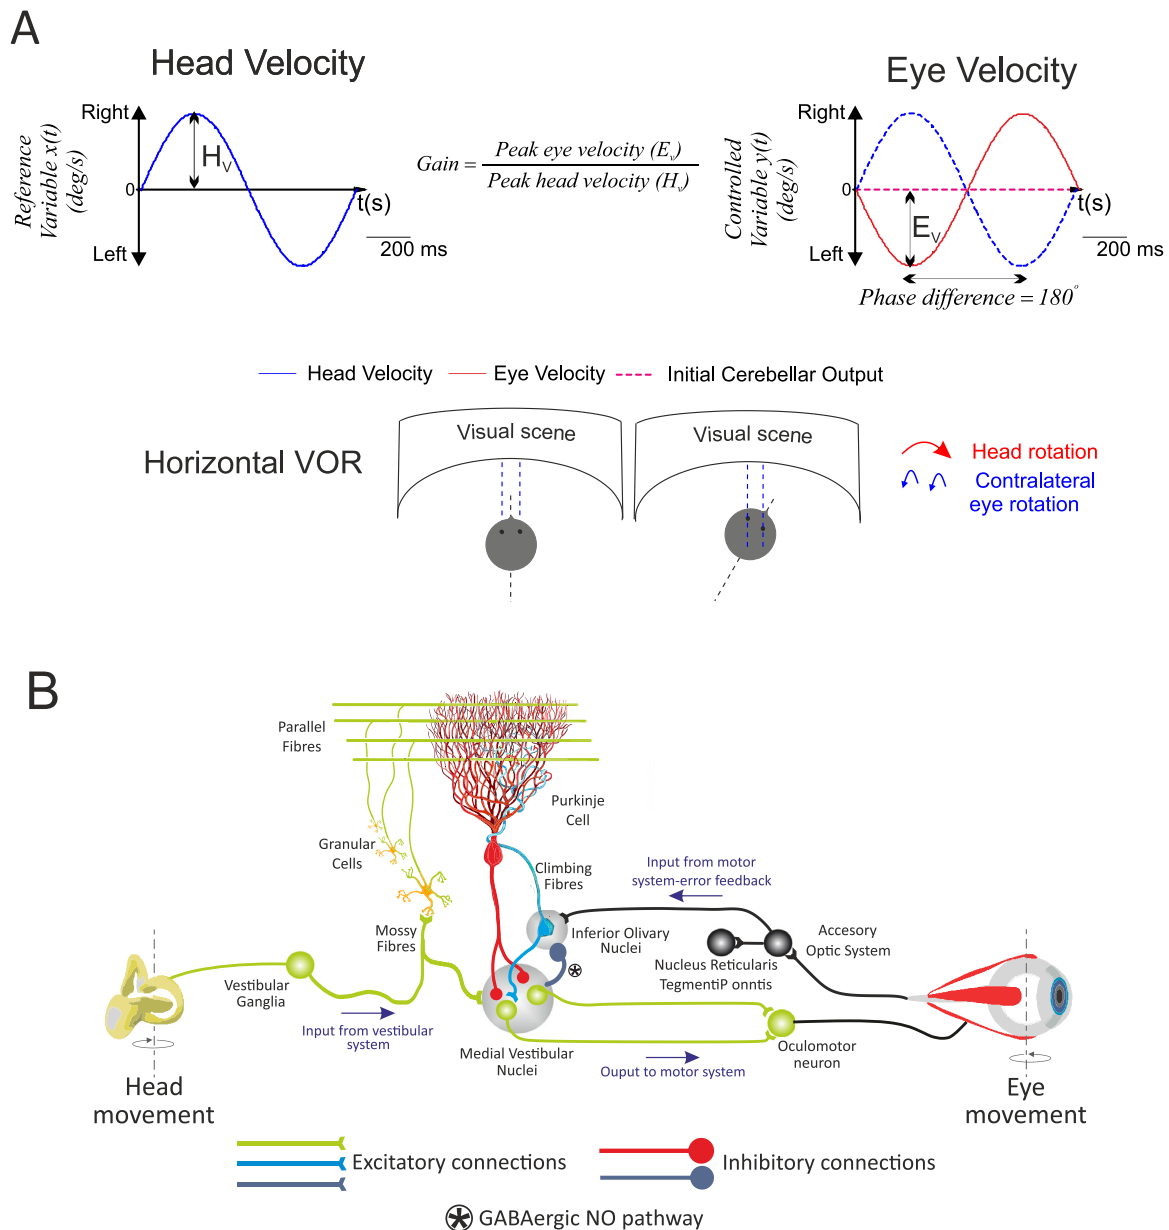 A
Head Velocity
Eye Velocity
Right
0
Left
Reference
Variable x(t)
(deg/s)
H_V
t(s)
200 ms
Gain = Peak eye velocity (E_v)
Peak head velocity (H_v)
Controlled
Variable y(t)
(deg/s)
Right
0
Left
E_V
t(s)
200 ms
Phase difference = 180°
Head Velocity
Eye Velocity
Initial Cerebellar Output
Horizontal VOR
Visual scene
Visual scene
Head rotation
Contralateral
eye rotation
B
Parallel
Fibres
Purkinje
Cell
Granular
Cells
Climbing
Fibres
Input from motor
system-error feedback
Mossy
Fibres
Inferior Olivary
Nuclei
Accesory
Optic System
Nucleus Reticularis
TegmentiP onntis
Vestibular
Ganglia
Input from vestibular
system
Medial Vestibular
Nuclei
Ouput to motor system
Oculomotor
neuron
Head
movement
Eye
movement
Excitatory connections
Inhibitory connections
GABAergic NO pathway